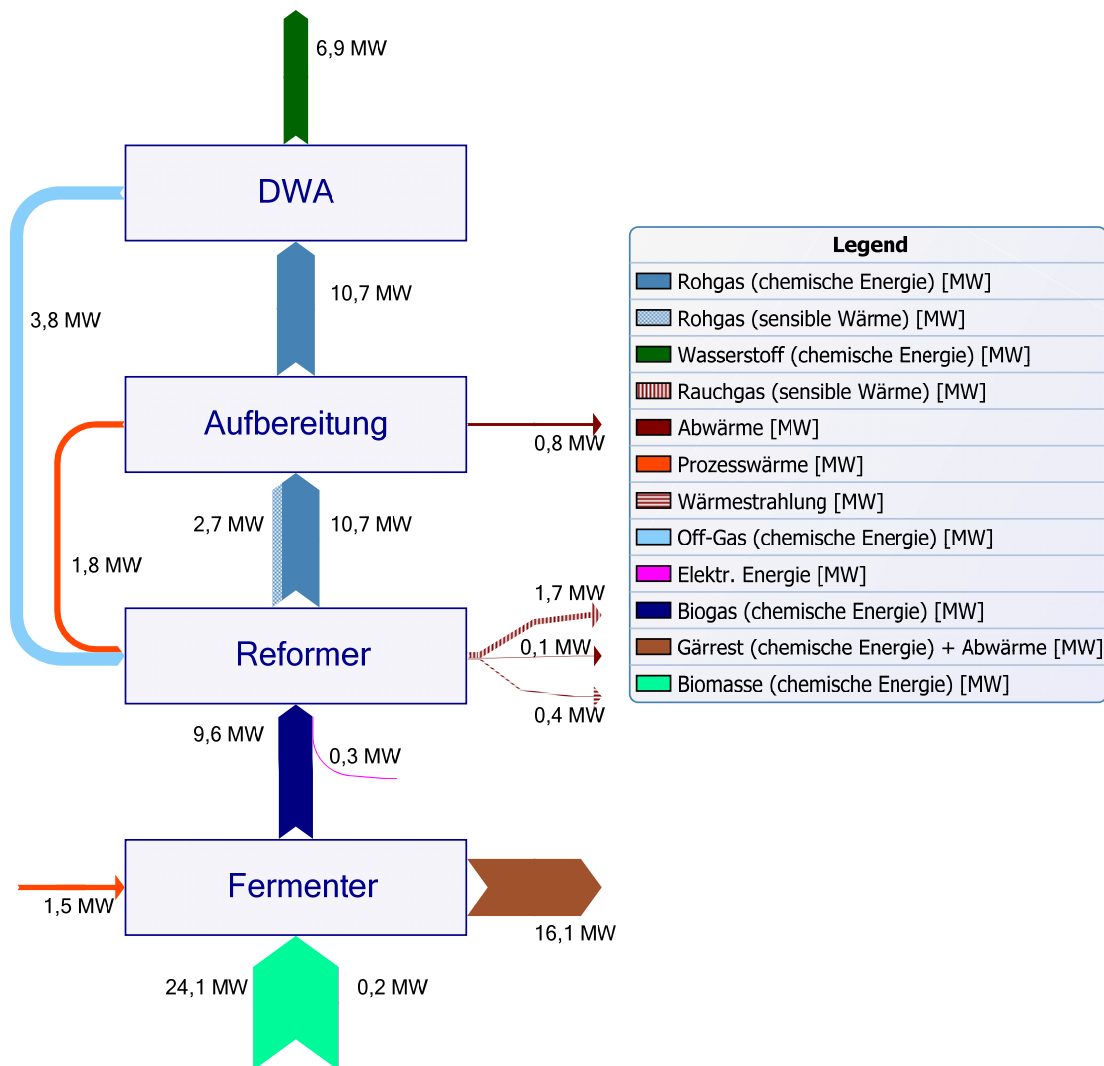 6,9 MW
DWA
3,8 MW
10,7 MW
Aufbereitung
0,8 MW
2,7 MW
10,7 MW
1,8 MW
Reformer
1,7 MW
0,1 MW
0,4 MW
9,6 MW
0,3 MW
Fermenter
1,5 MW
16,1 MW
24,1 MW
0,2 MW
Legend
Rohgas (chemische Energie) [MW]
Rohgas (sensible Wärme) [MW]
Wasserstoff (chemische Energie) [MW]
Rauchgas (sensible Wärme) [MW]
Abwärme [MW]
Prozesswärme [MW]
Wärmestrahlung [MW]
Off-Gas (chemische Energie) [MW]
Elektr. Energie [MW]
Biogas (chemische Energie) [MW]
Gärrest (chemische Energie) + Abwärme [MW]
Biomasse (chemische Energie) [MW]